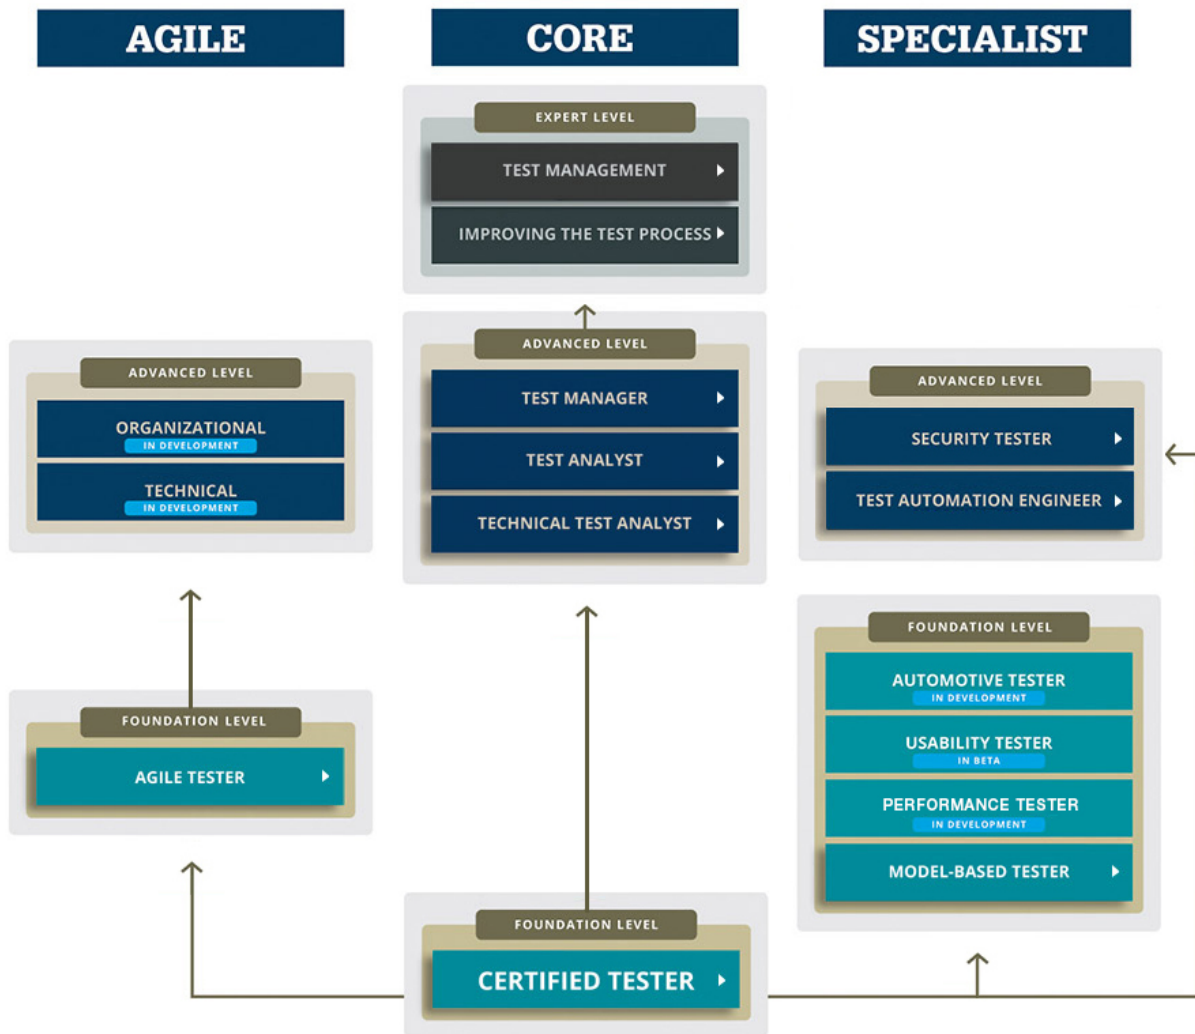 AGILE
CORE
SPECIALIST
EXPERT LEVEL
TEST MANAGEMENT
IMPROVING THE TEST PROCESS
ADVANCED LEVEL
ORGANIZATIONAL
IN DEVELOPMENT
TECHNICAL
IN DEVELOPMENT
ADVANCED LEVEL
TEST MANAGER
TEST ANALYST
TECHNICAL TEST ANALYST
ADVANCED LEVEL
SECURITY TESTER
TEST AUTOMATION ENGINEER
FOUNDATION LEVEL
AGILE TESTER
FOUNDATION LEVEL
AUTOMOTIVE TESTER
IN DEVELOPMENT
USABILITY TESTER
IN BETA
PERFORMANCE TESTER
IN DEVELOPMENT
MODEL-BASED TESTER
FOUNDATION LEVEL
CERTIFIED TESTER